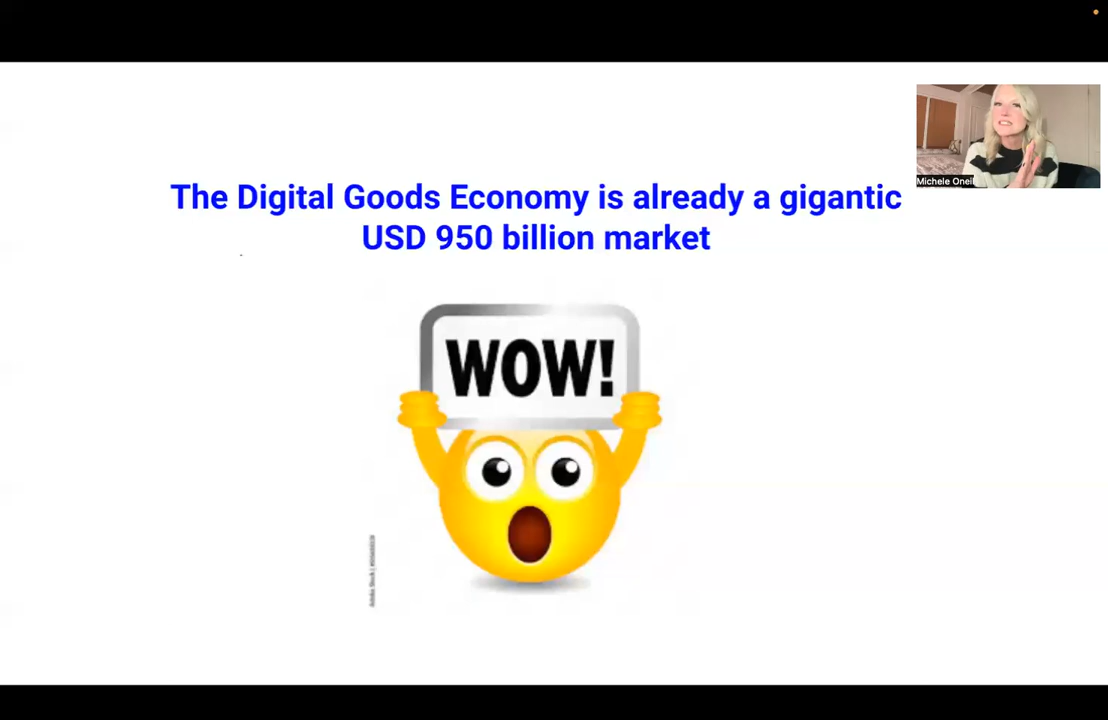 The Digital Goods Economy is already a gigantic
USD 950 billion market
Michele Oneil
WOW!